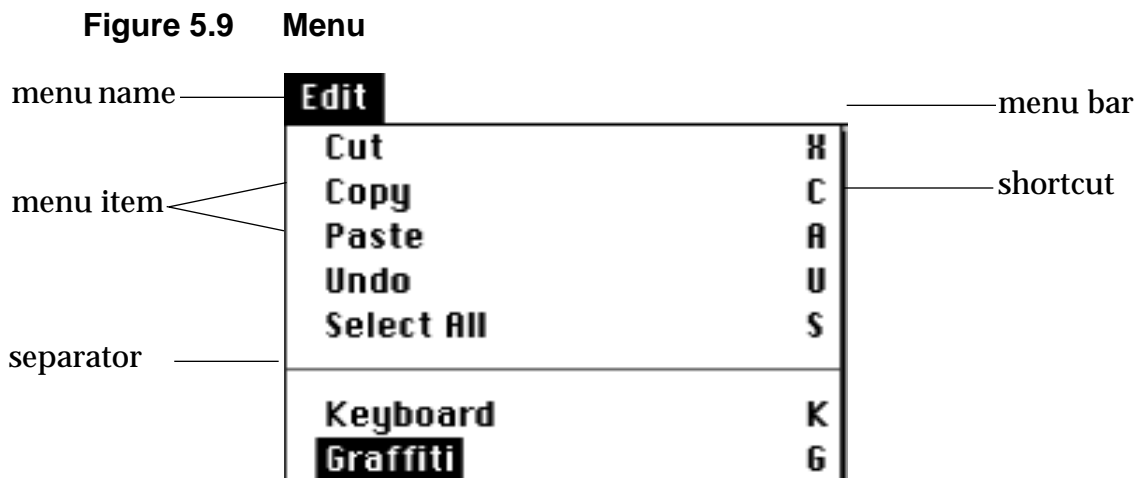 Figure 5.9 Menu
menu name Edit menu bar
Cut X
menu item Copy C shortcut
Paste A
Undo U
Select All S
separator
Keyboard K
Graffiti G